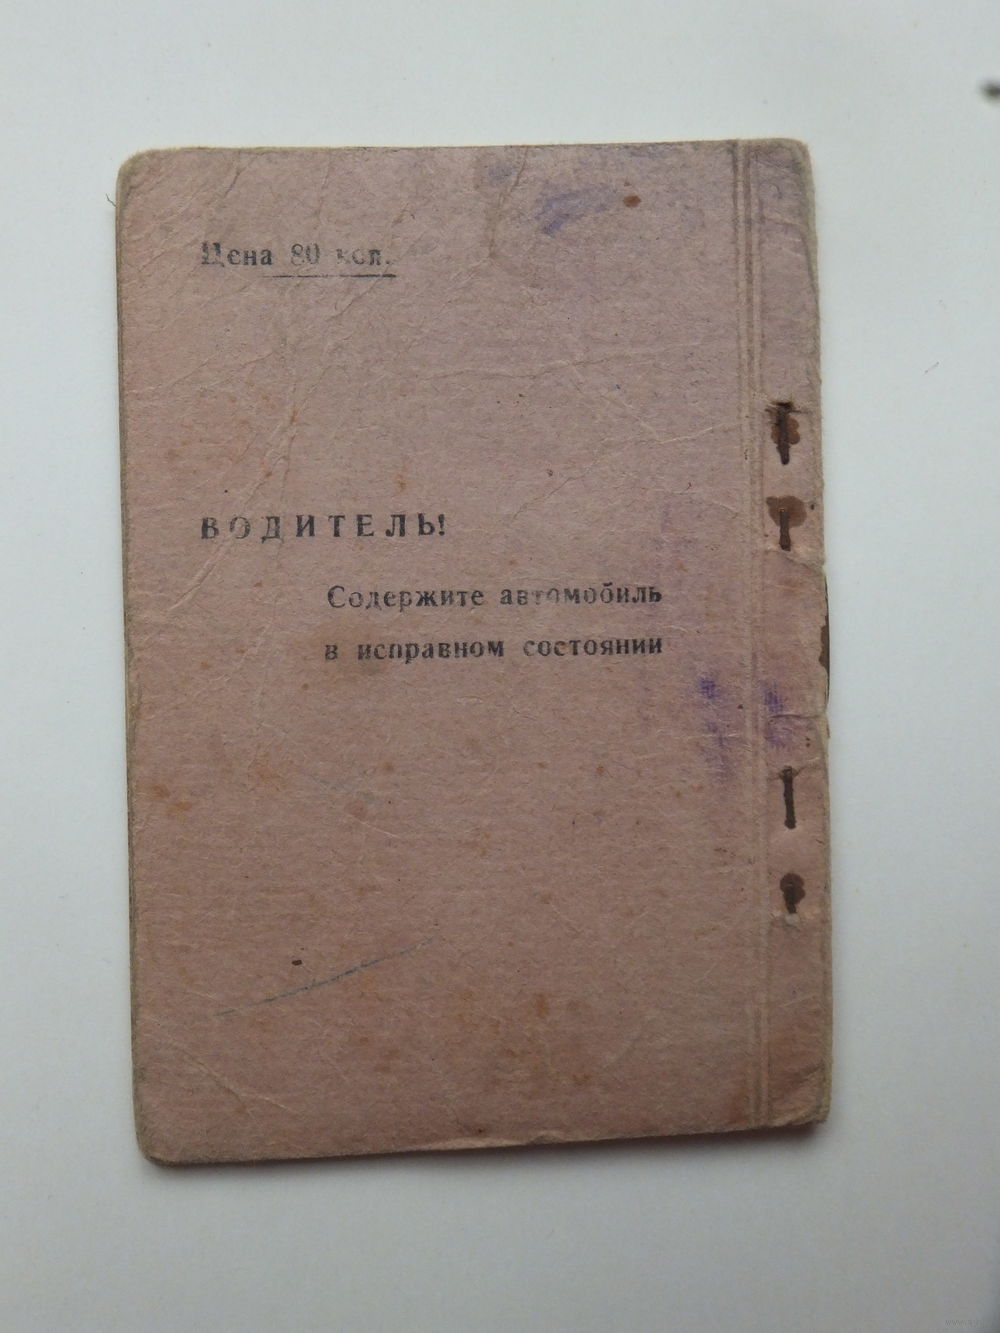 Цена 80 коп.
ВОДИТЕЛЬ!
Содержите автомобиль
в исправном состоянии